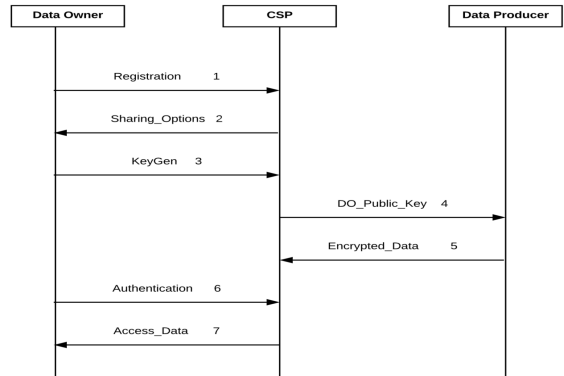 Data Owner CSP Data Producer
Registration 1
Sharing_Options 2
KeyGen 3
DO_Public_Key 4
Encrypted_Data 5
Authentication 6
Access_Data 7